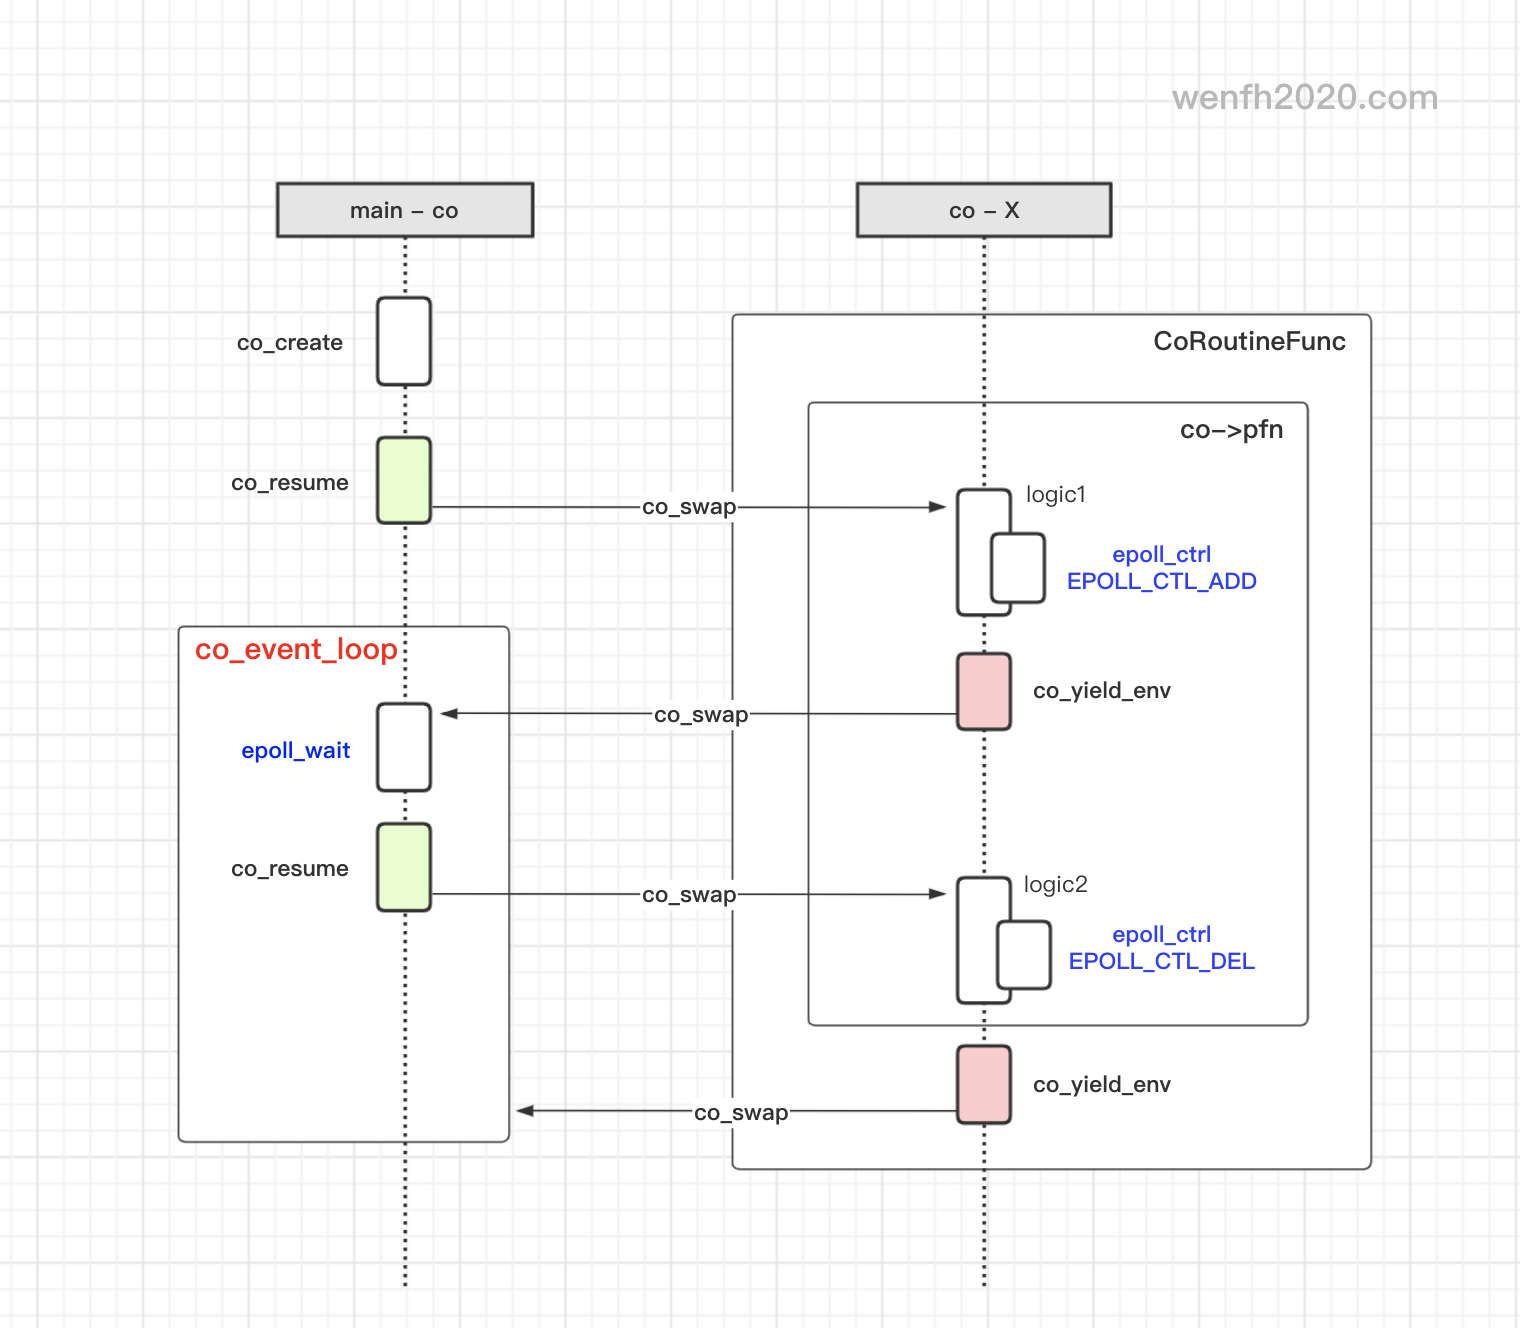 wenfh2020.com
main - co
co - X
co_create
CoRoutineFunc
co->pfn
co_resume
logic1
co_swap
epoll_ctrl
EPOLL_CTL_ADD
co_event_loop
co_yield_env
co_swap
epoll_wait
co_resume
logic2
co_swap
epoll_ctrl
EPOLL_CTL_DEL
co_yield_env
co_swap